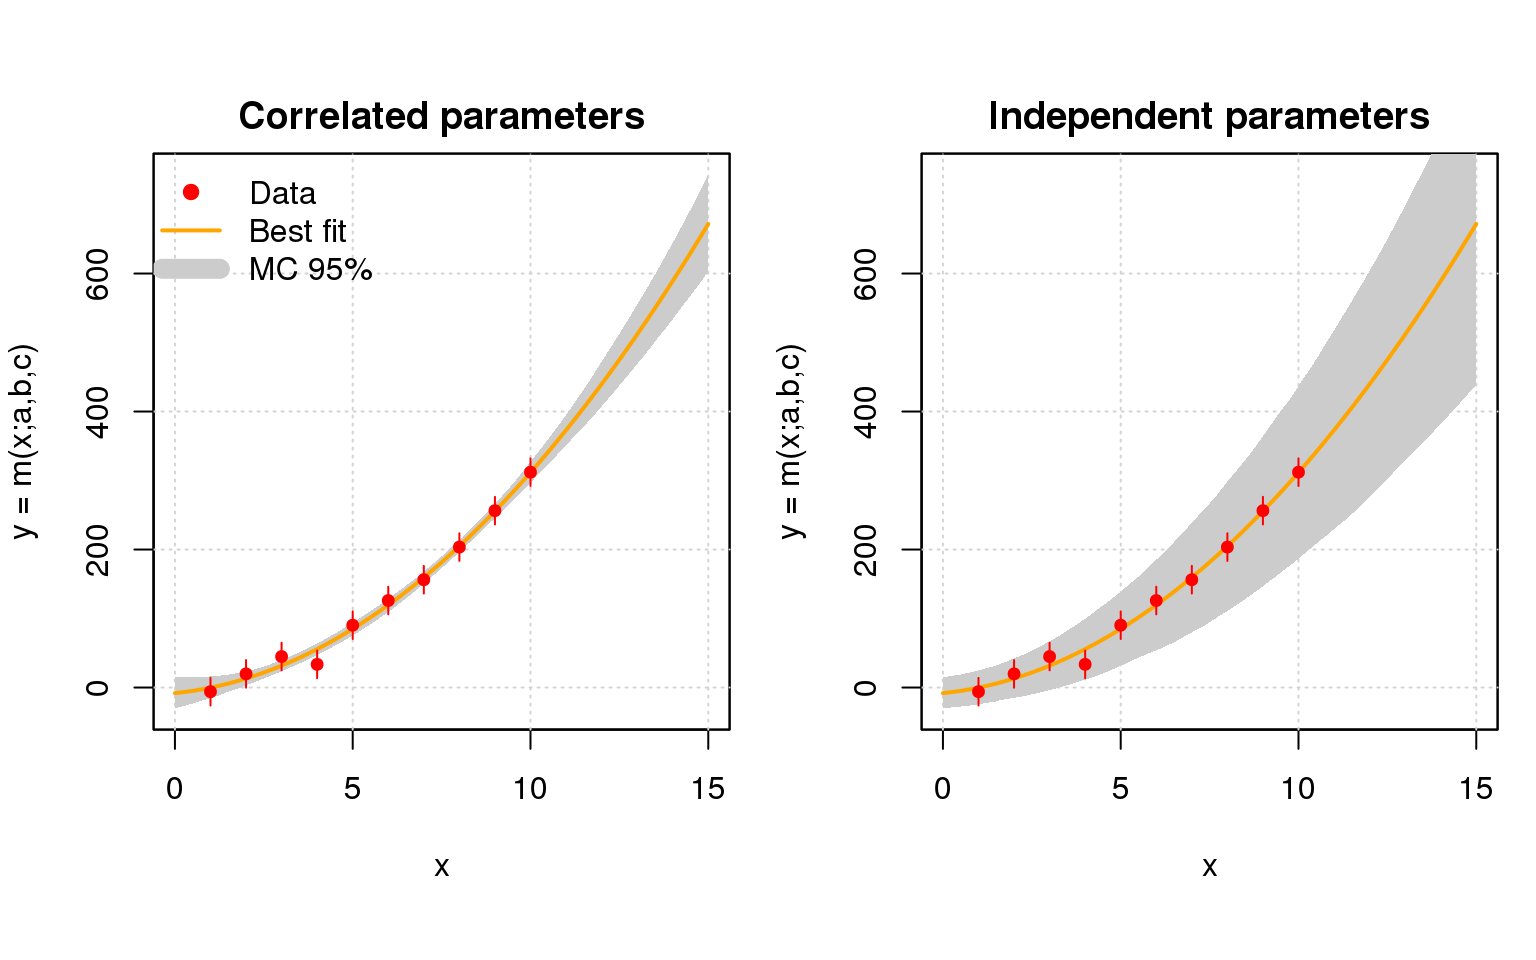 Correlated parameters
Data
Best fit
MC 95%
y = m(x;a,b,c)
0
200
400
600
0
5
10
15
x
Independent parameters
y = m(x;a,b,c)
0
200
400
600
0
5
10
15
x